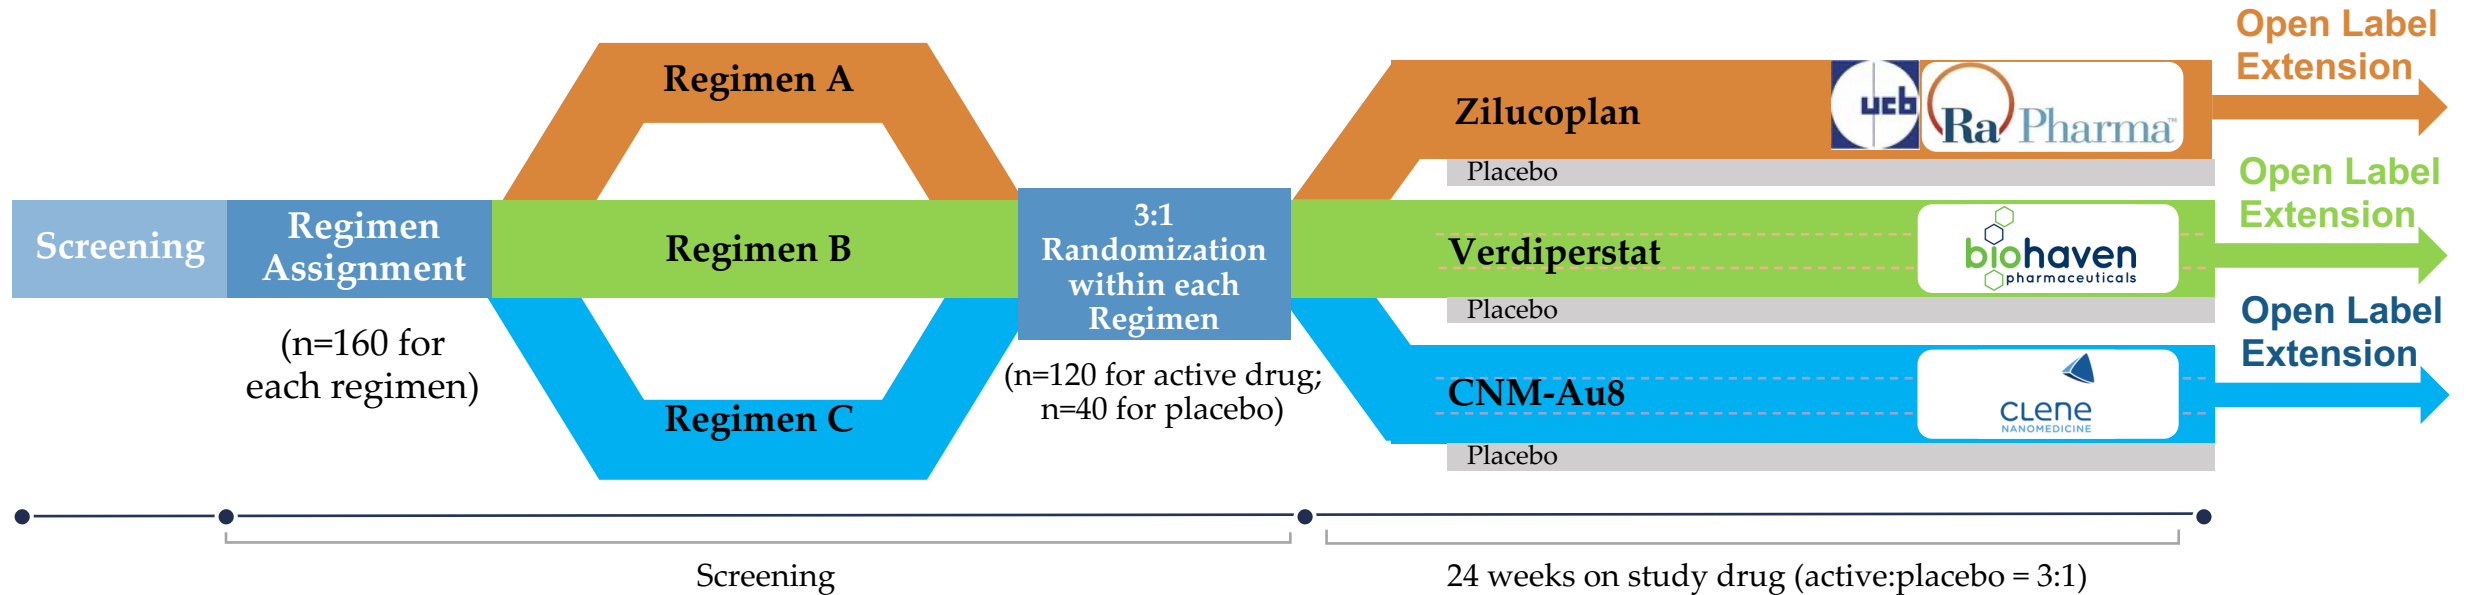 Screening
Regimen
Assignment
(n=160 for
each regimen)
Regimen A
Regimen B
Regimen C
3:1
Randomization
within each
Regimen
(n=120 for active drug;
n=40 for placebo)
Zilucoplan
ucb
Ra Pharma™
Placebo
Open Label
Extension
Verdiperstat
biohaven
pharmaceuticals
Placebo
Open Label
Extension
CNM-Au8
CLENE
NANOMEDICINE
Placebo
Open Label
Extension
Screening
24 weeks on study drug (active:placebo = 3:1)